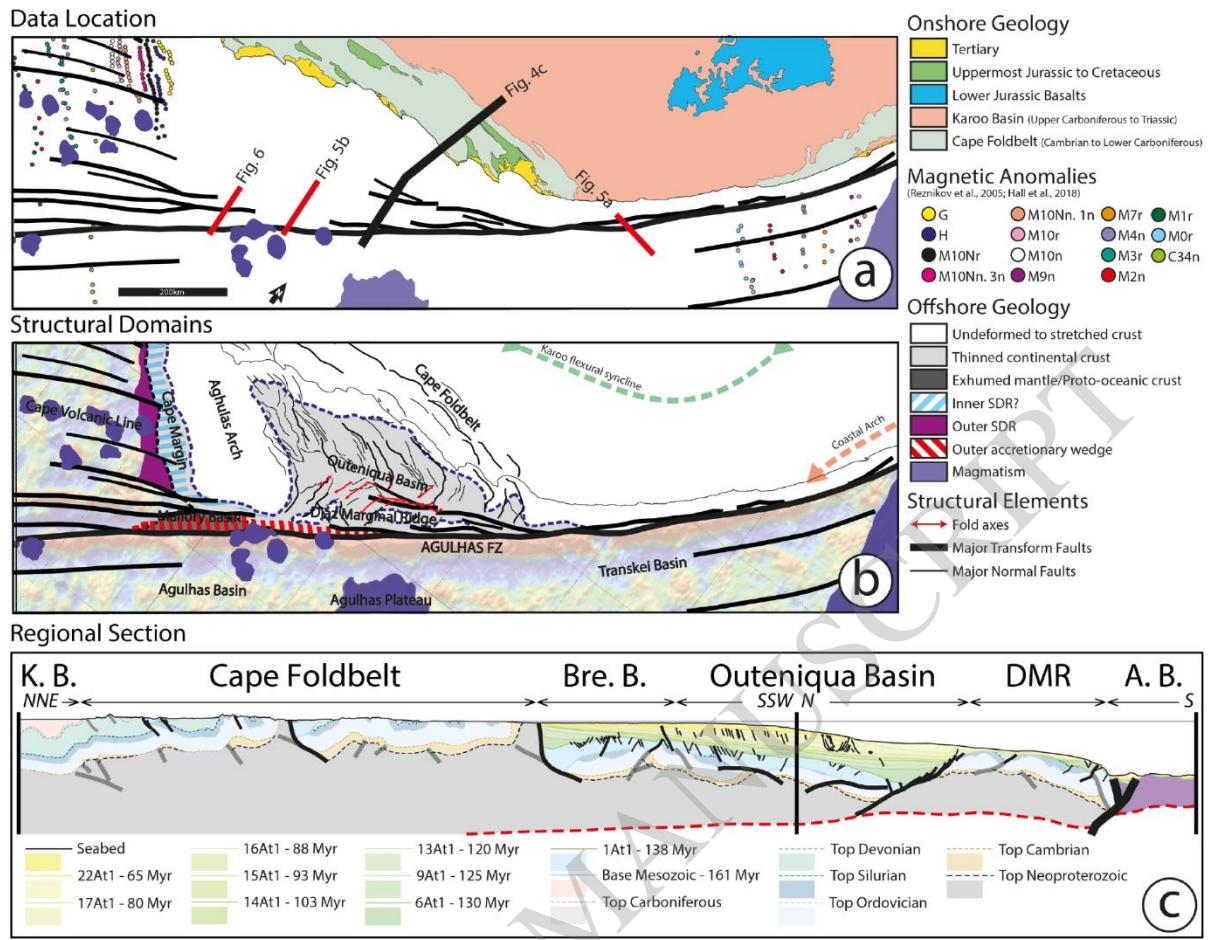 Data Location
Fig. 4c
Fig. 6
Fig. 5b
Fig. 5a
200km
a
Onshore Geology
Tertiary
Uppermost Jurassic to Cretaceous
Lower Jurassic Basalts
Karoo Basin (Upper Carboniferous to Triassic)
Cape Foldbelt (Cambrian to Lower Carboniferous)
Magnetic Anomalies
(Reznikov et al., 2005; Hall et al., 2018)
G
H
M10Nr
M10Nn. 3n
M10Nn. 1n
M10r
M10n
M9n
M7r
M4n
M3r
M2n
M1r
M0r
C34n
Offshore Geology
Undeformed to stretched crust
Thinned continental crust
Exhumed mantle/Proto-oceanic crust
Inner SDR?
Outer SDR
Outer accretionary wedge
Magmatism
Structural Elements
Fold axes
Major Transform Faults
Major Normal Faults
Structural Domains
Karoo flexural syncline
Cape Foldbelt
Coastal Arch
Cape Volcanic Line
Cape Margin
Aghulas Arch
Outeniqua Basin
Mallory Basin
Diaz Marginal Ridge
AGULHAS FZ
Transkei Basin
Agulhas Basin
Agulhas Plateau
b
Regional Section
K. B.
Cape Foldbelt
Bre. B.
Outeniqua Basin
DMR
A. B.
NNE
SSW
N
S
Seabed
22At1 - 65 Myr
17At1 - 80 Myr
16At1 - 88 Myr
15At1 - 93 Myr
14At1 - 103 Myr
13At1 - 120 Myr
9At1 - 125 Myr
6At1 - 130 Myr
1At1 - 138 Myr
Base Mesozoic - 161 Myr
Top Carboniferous
Top Devonian
Top Silurian
Top Ordovician
Top Cambrian
Top Neoproterozoic
c
MANUSCRIPT